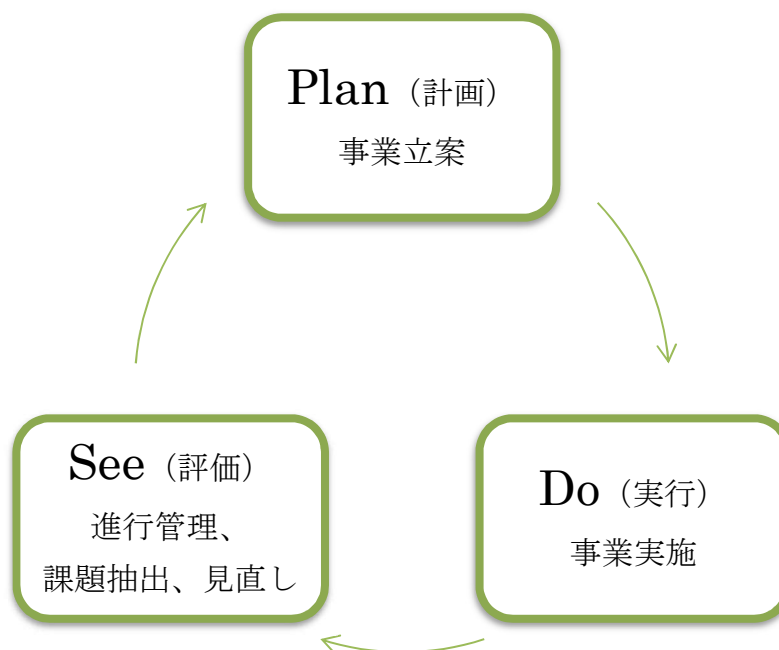 Plan（計画）
事業立案
See（評価）
進行管理、
課題抽出、見直し
Do（実行）
事業実施